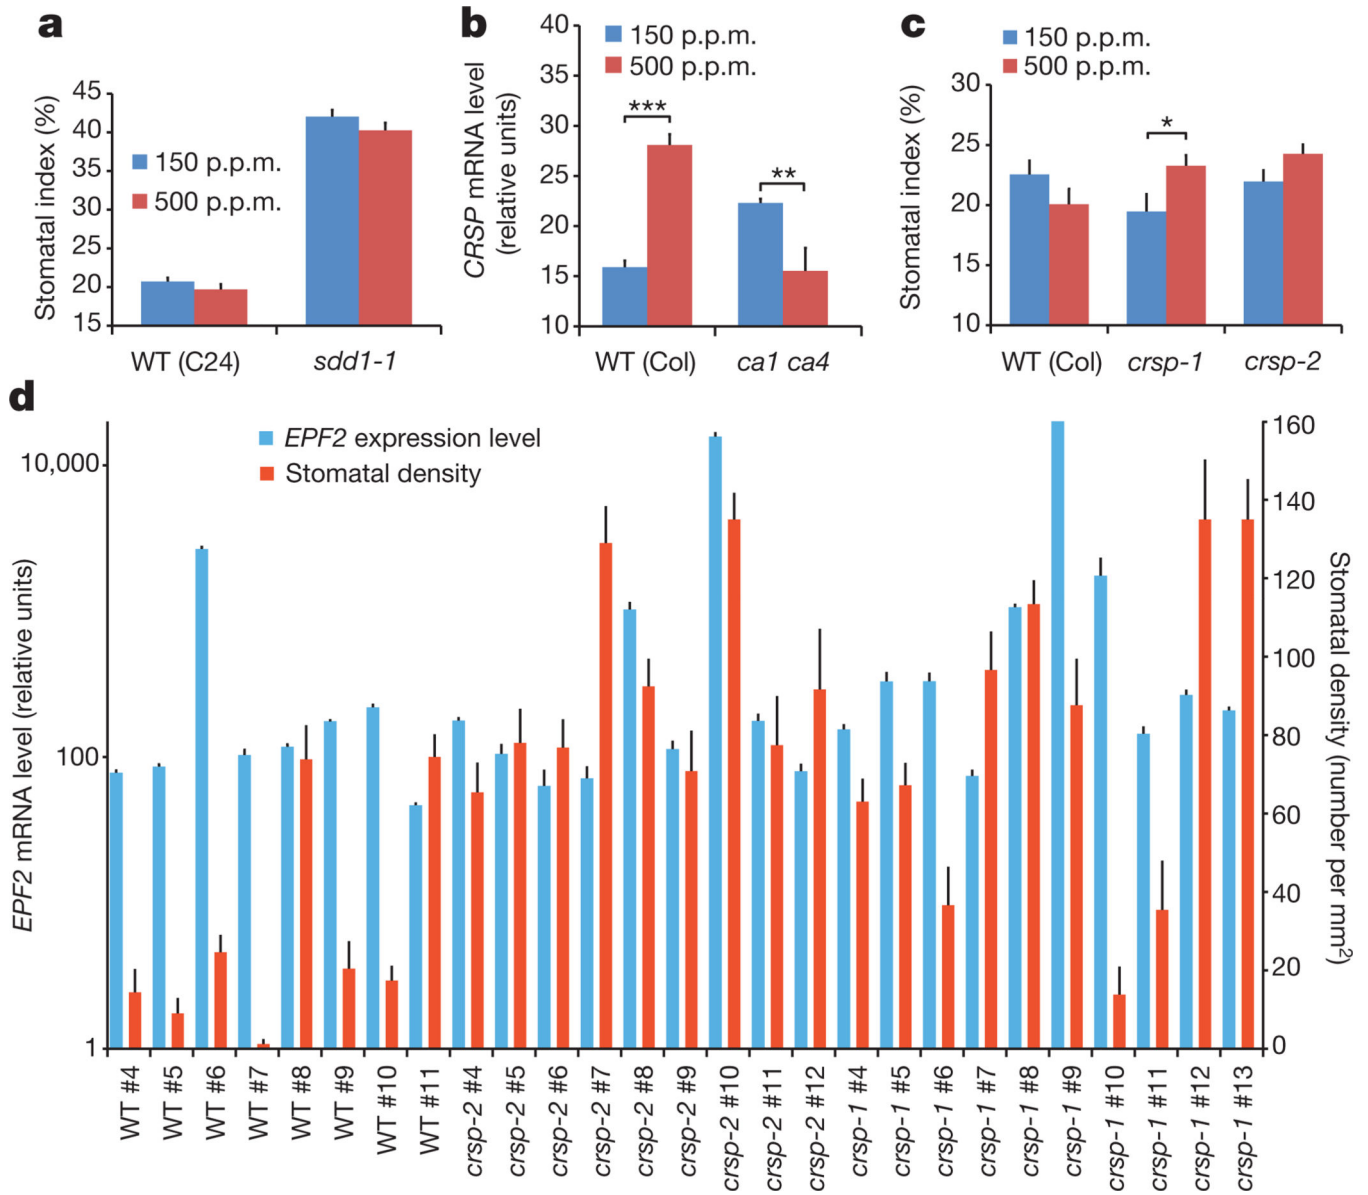 a
Stomatal index (%)
45
40
35
30
25
20
15
150 p.p.m.
500 p.p.m.
WT (C24)
sdd1-1
b
CRSP mRNA level
(relative units)
40
35
30
25
20
15
10
150 p.p.m.
500 p.p.m.
***
**
WT (Col)
ca1 ca4
c
Stomatal index (%)
30
25
20
15
10
150 p.p.m.
500 p.p.m.
*
WT (Col)
crsp-1
crsp-2
d
EPF2 mRNA level (relative units)
10,000
100
1
EPF2 expression level
Stomatal density
160
140
120
100
80
60
40
20
0
Stomatal density (number per mm²)
WT #4
WT #5
WT #6
WT #7
WT #8
WT #9
WT #10
WT #11
crsp-2 #4
crsp-2 #5
crsp-2 #6
crsp-2 #7
crsp-2 #8
crsp-2 #9
crsp-2 #10
crsp-2 #11
crsp-2 #12
crsp-1 #4
crsp-1 #5
crsp-1 #6
crsp-1 #7
crsp-1 #8
crsp-1 #9
crsp-1 #10
crsp-1 #11
crsp-1 #12
crsp-1 #13